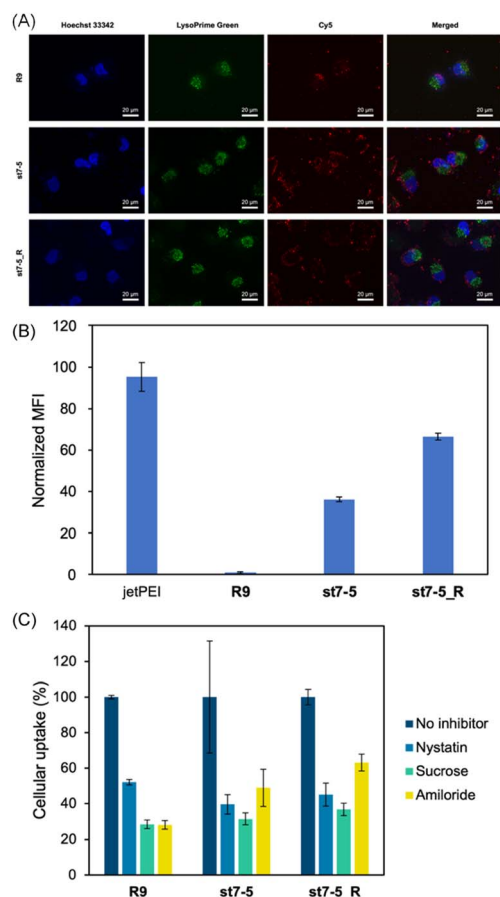 (A)
Hoechst 33342 LysoPrime Green Cy5 Merged
R9
20 µm 20 µm 20 µm 20 µm
st7-5
20 µm 20 µm 20 µm 20 µm
st7-5_R
20 µm 20 µm 20 µm 20 µm
(B)
120
100
80
60
40
20
0
Normalized MFI
jetPEI R9 st7-5 st7-5_R
(C)
140
120
100
80
60
40
20
0
Cellular uptake (%)
R9 st7-5 st7-5_R
No inhibitor
Nystatin
Sucrose
Amiloride